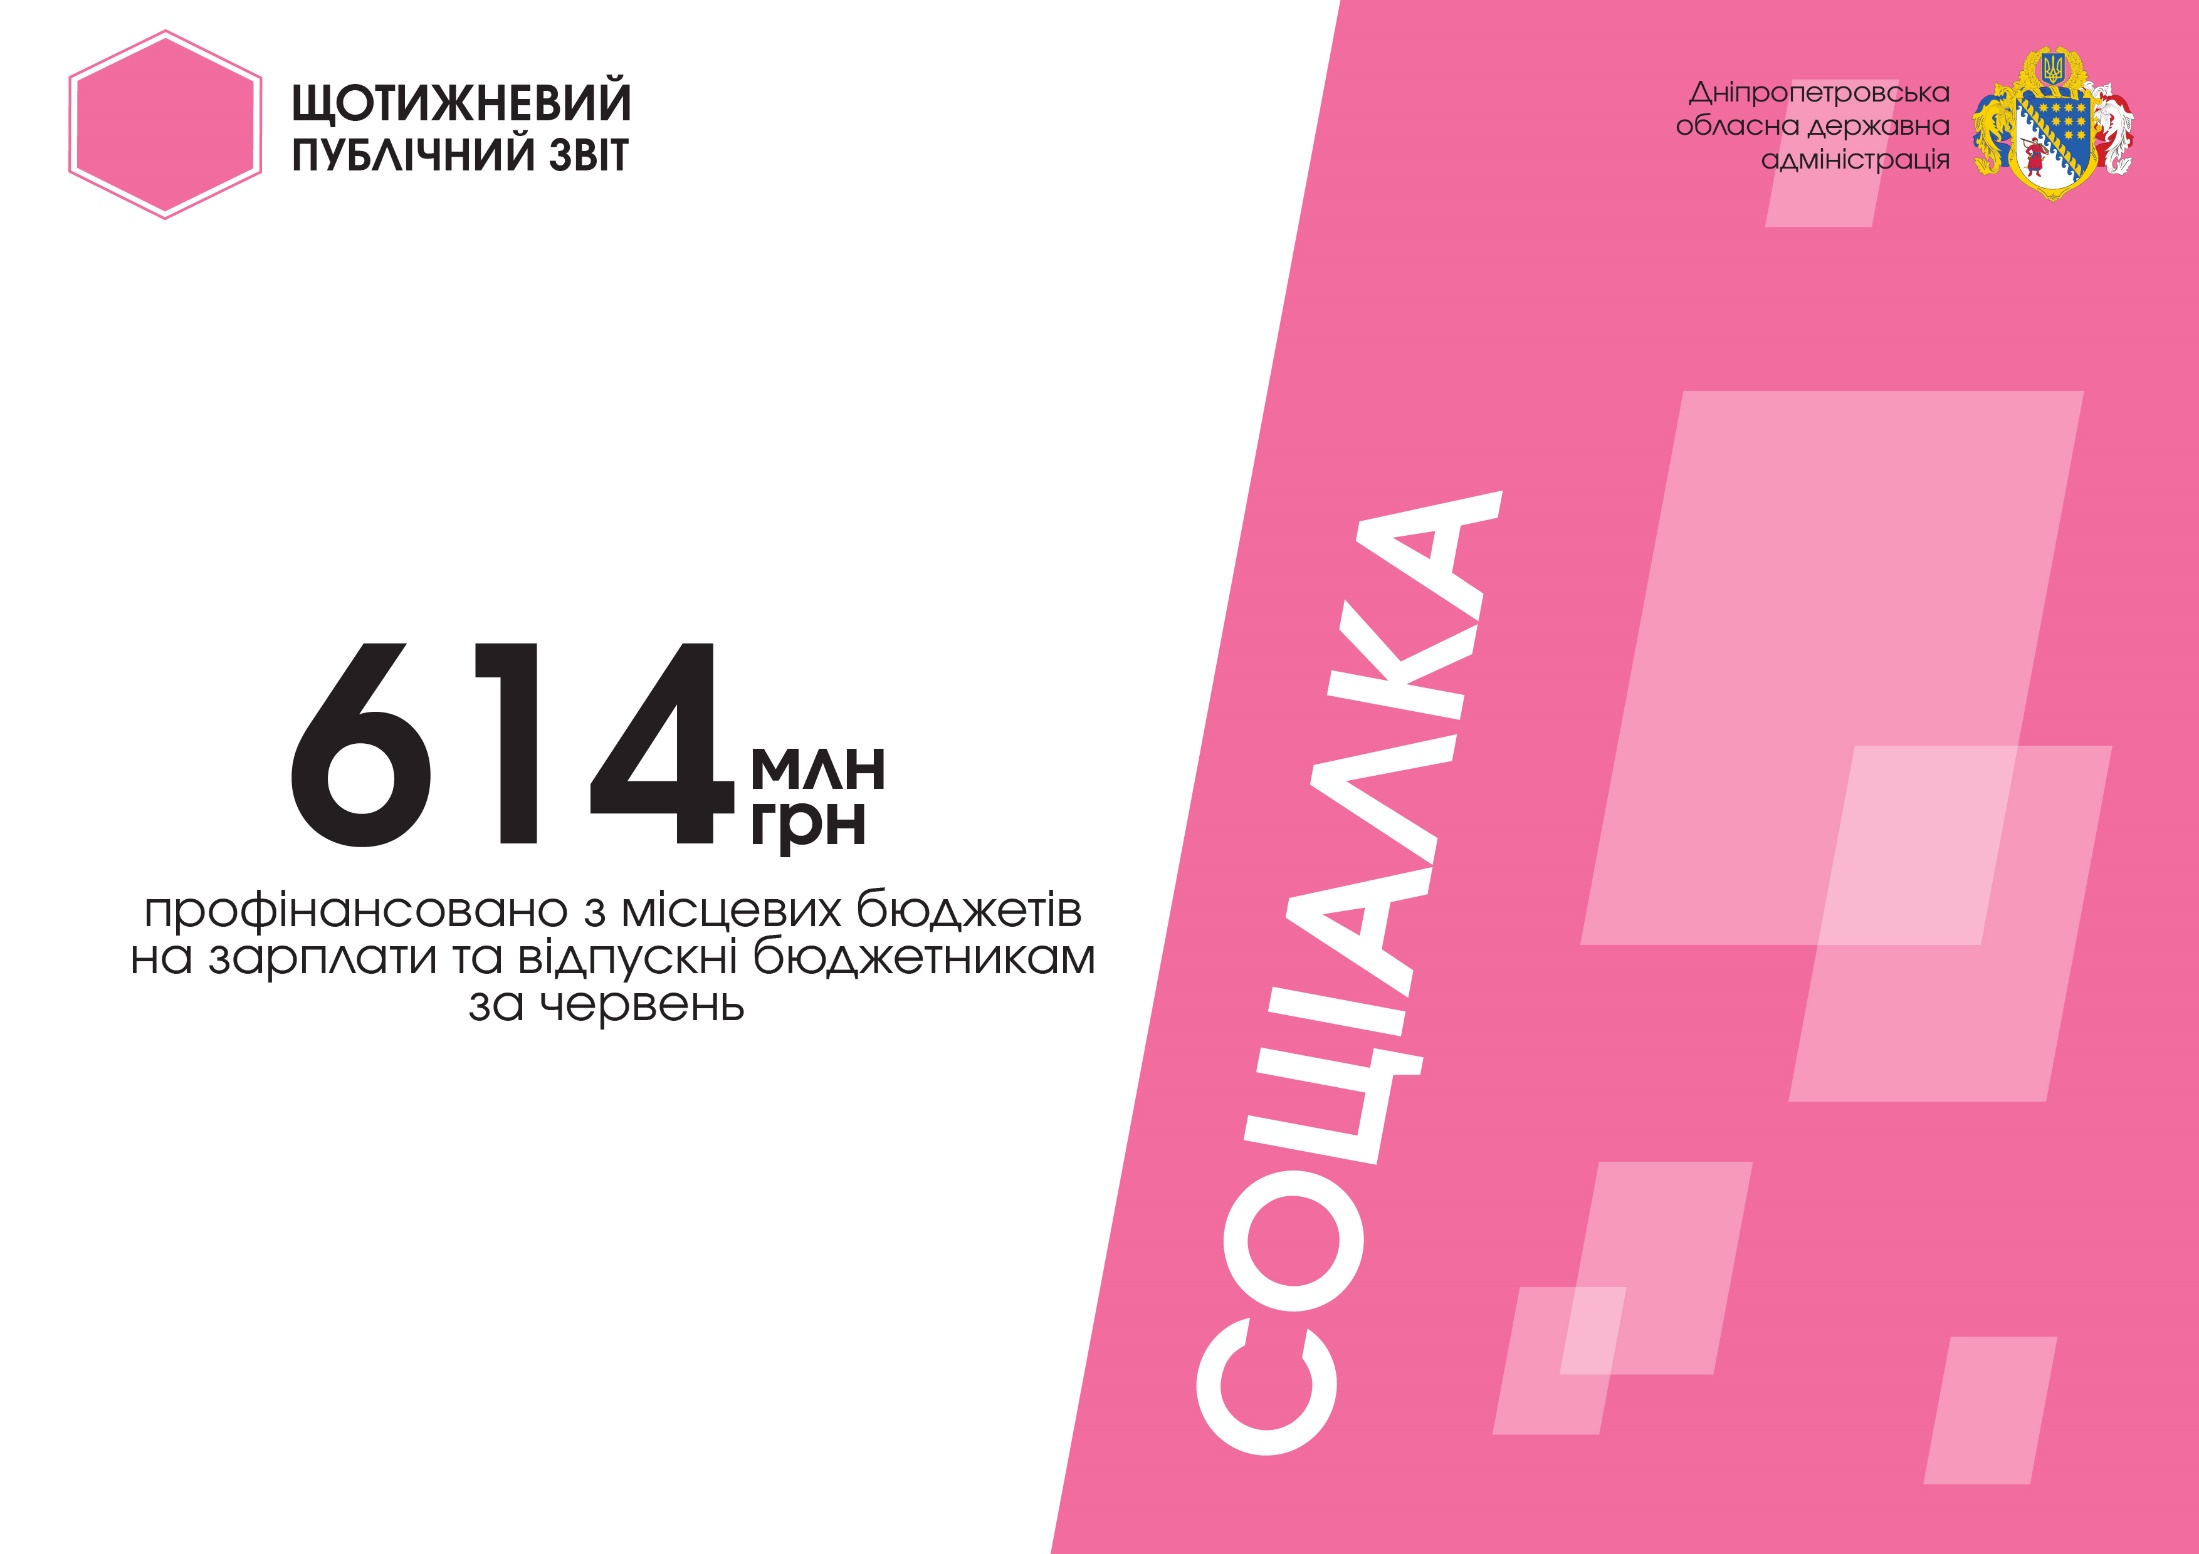 ЩОТИЖНЕВИЙ
ПУБЛІЧНИЙ ЗВІТ
Дніпропетровська
обласна державна
адміністрація
614 млн
грн
профінансовано з місцевих бюджетів
на зарплати та відпускні бюджетникам
за червень
СОЦІАЛКА